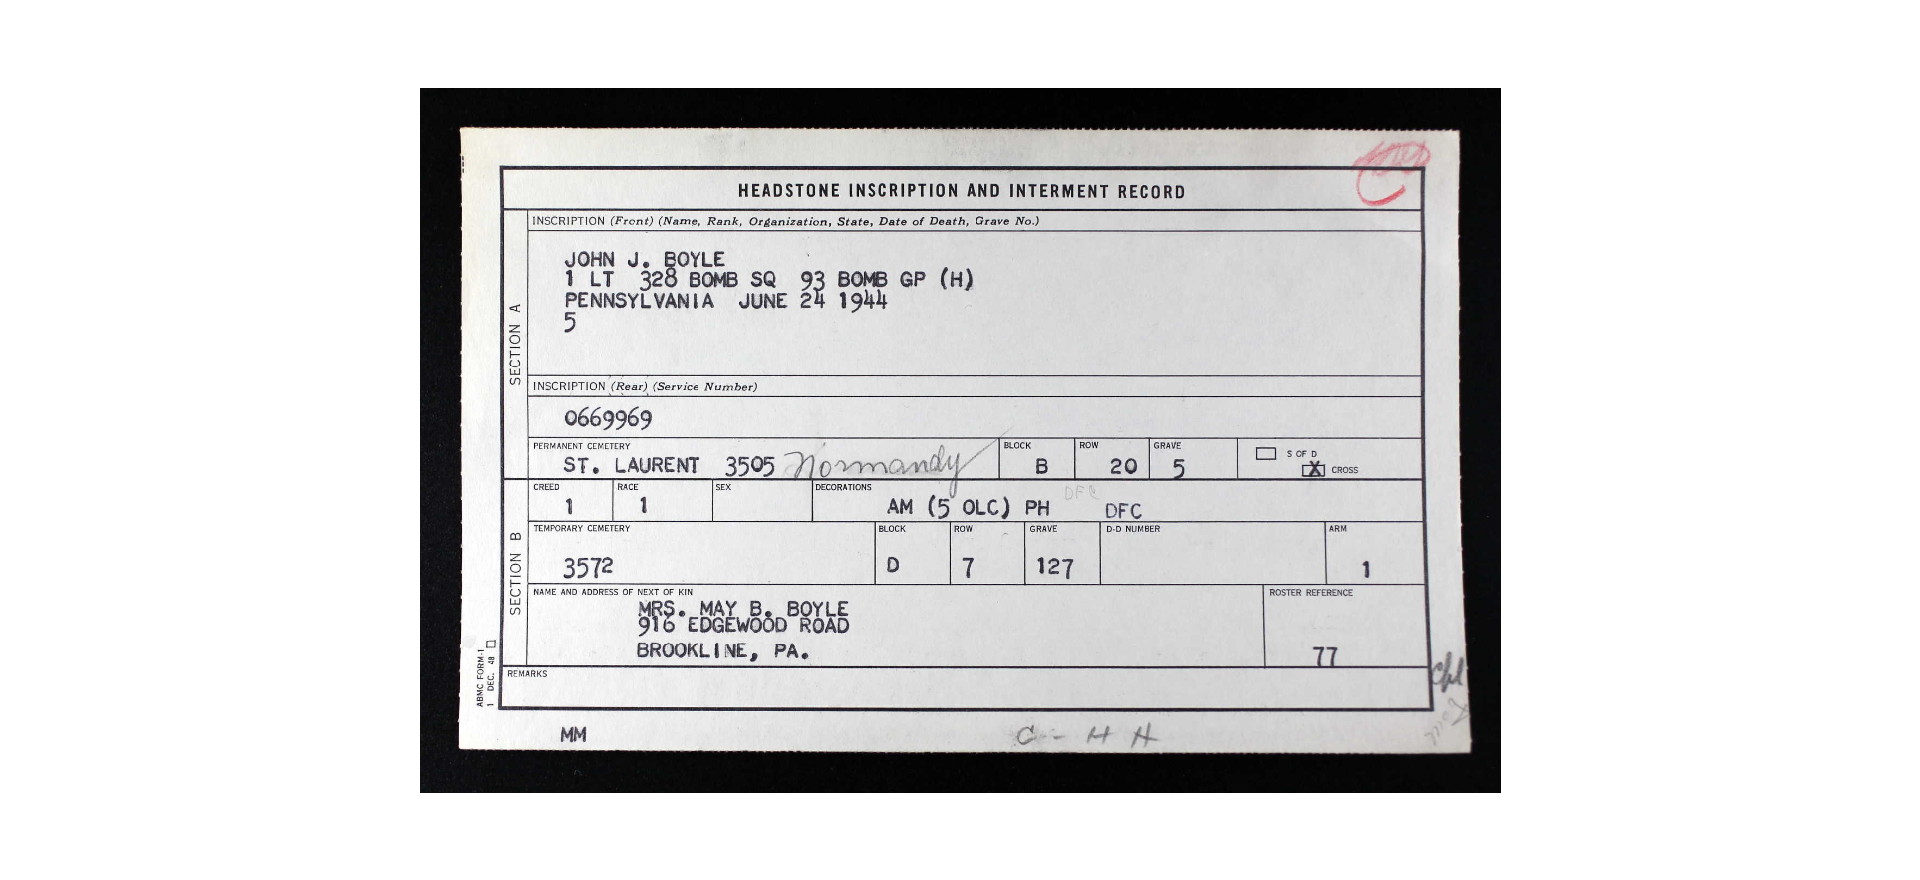 HEADSTONE INSCRIPTION AND INTERMENT RECORD
SECTION A
INSCRIPTION (Front) (Name, Rank, Organization, State, Date of Death, Grave No.)
JOHN J. BOYLE
1 LT 328 BOMB SQ 93 BOMB GP (H)
PENNSYLVANIA JUNE 24 1944
5
INSCRIPTION (Rear) (Service Number)
0669969
PERMANENT CEMETERY BLOCK ROW GRAVE
ST. LAURENT 3505 Normandy B 20 5
S OF D
X CROSS
SECTION B
CREED RACE SEX DECORATIONS
DFC
1 1 AM (5 OLC) PH DFC
TEMPORARY CEMETERY BLOCK ROW GRAVE D-D NUMBER ARM
3572 D 7 127 1
NAME AND ADDRESS OF NEXT OF KIN ROSTER REFERENCE
MRS. MAY B. BOYLE
916 EDGEWOOD ROAD
BROOKLINE, PA.
77
REMARKS
ABMC FORM-1
1 DEC. 48
MM
C - H H